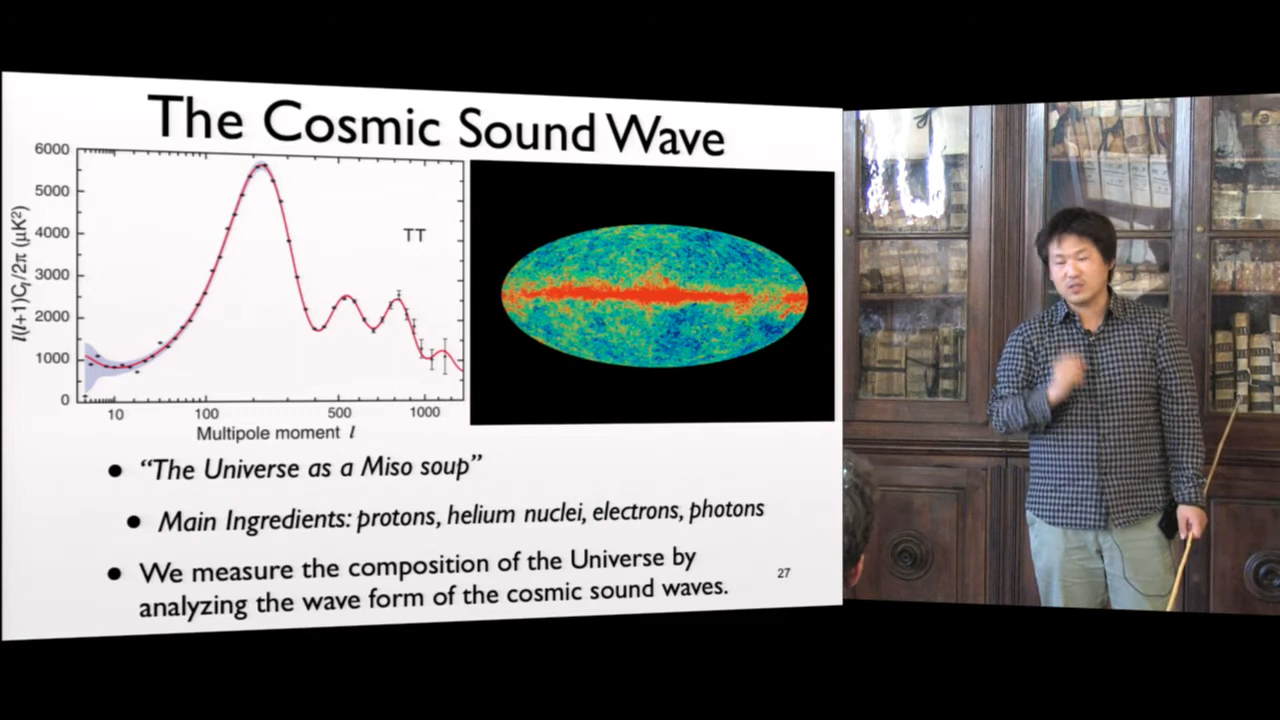 The Cosmic Sound Wave
6000
5000
4000
3000
2000
1000
0
l(l+1)Cl/2π (μK²)
TT
10
100
500
1000
Multipole moment l
“The Universe as a Miso soup”
Main Ingredients: protons, helium nuclei, electrons, photons
We measure the composition of the Universe by
analyzing the wave form of the cosmic sound waves.
27